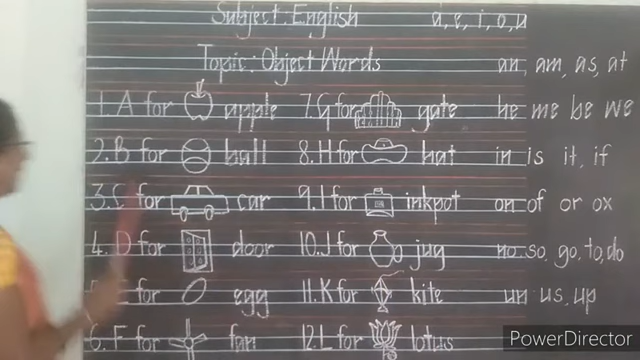 Subject: English a, e, i, o, u
Topic: Object Words an, am, as, at
1. A for apple 7. G for gate he me be we
2. B for ball 8. H for hat in is it, if
3. C for car 9. I for inkpot on of or ox
4. D for door 10. J for jug no, so, go, to, do
5. E for egg 11. K for kite un us, up
6. F for fan 12. L for lotus
PowerDirector